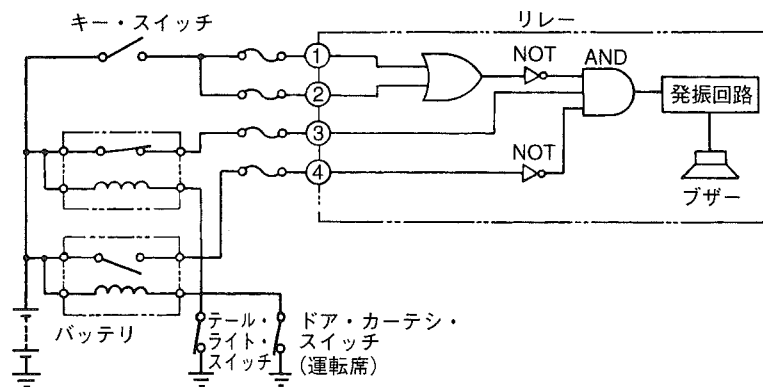 キー・スイッチ
リレー
①
NOT
AND
②
発振回路
③
NOT
④
ブザー
バッテリ
テール・
ライト・
スイッチ
ドア・カーテシ・
スイッチ
(運転席)